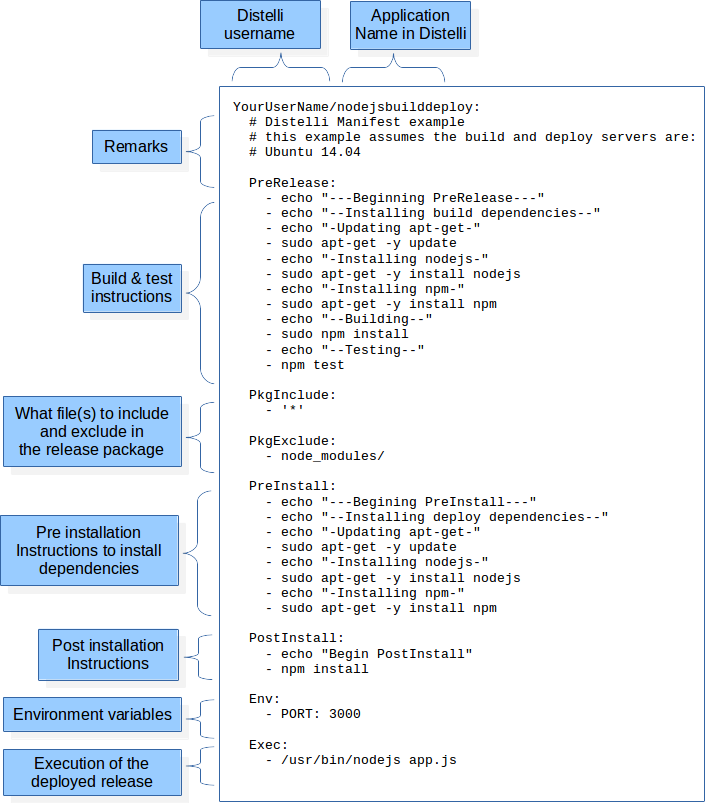 Distelli
username
Application
Name in Distelli
YourUserName/nodejsbuilddeploy:
# Distelli Manifest example
# this example assumes the build and deploy servers are:
# Ubuntu 14.04
Remarks
PreRelease:
- echo "---Beginning PreRelease---"
- echo "--Installing build dependencies--"
- echo "-Updating apt-get-"
- sudo apt-get -y update
- echo "-Installing nodejs-"
- sudo apt-get -y install nodejs
- echo "-Installing npm-"
- sudo apt-get -y install npm
- echo "--Building--"
- sudo npm install
- echo "--Testing--"
- npm test
Build & test
instructions
PkgInclude:
- '*'
PkgExclude:
- node_modules/
What file(s) to include
and exclude in
the release package
PreInstall:
- echo "---Begining PreInstall---"
- echo "--Installing deploy dependencies--"
- echo "-Updating apt-get-"
- sudo apt-get -y update
- echo "-Installing nodejs-"
- sudo apt-get -y install nodejs
- echo "-Installing npm-"
- sudo apt-get -y install npm
Pre installation
Instructions to install
dependencies
PostInstall:
- echo "Begin PostInstall"
- npm install
Post installation
Instructions
Env:
- PORT: 3000
Environment variables
Exec:
- /usr/bin/nodejs app.js
Execution of the
deployed release